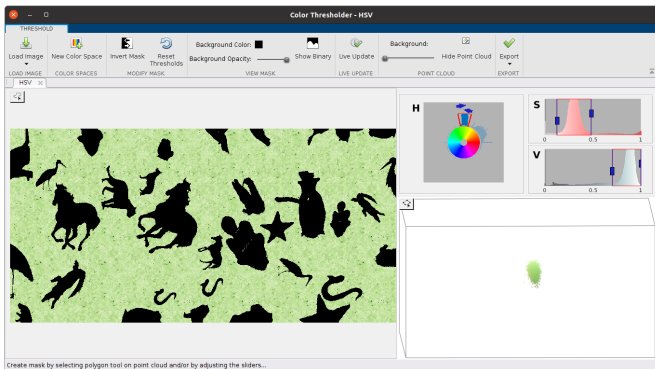 Color Thresholder - HSV
THRESHOLD
Load Image
New Color Space
Invert Mask
Reset
Thresholds
Background Color:
Background Opacity:
Show Binary
Live Update
Background:
Hide Point Cloud
Export
LOAD IMAGE
COLOR SPACES
MODIFY MASK
VIEW MASK
LIVE UPDATE
POINT CLOUD
EXPORT
HSV
H
S
0 0.5 1
V
0 0.5 1
Create mask by selecting polygon tool on point cloud and/or by adjusting the sliders...